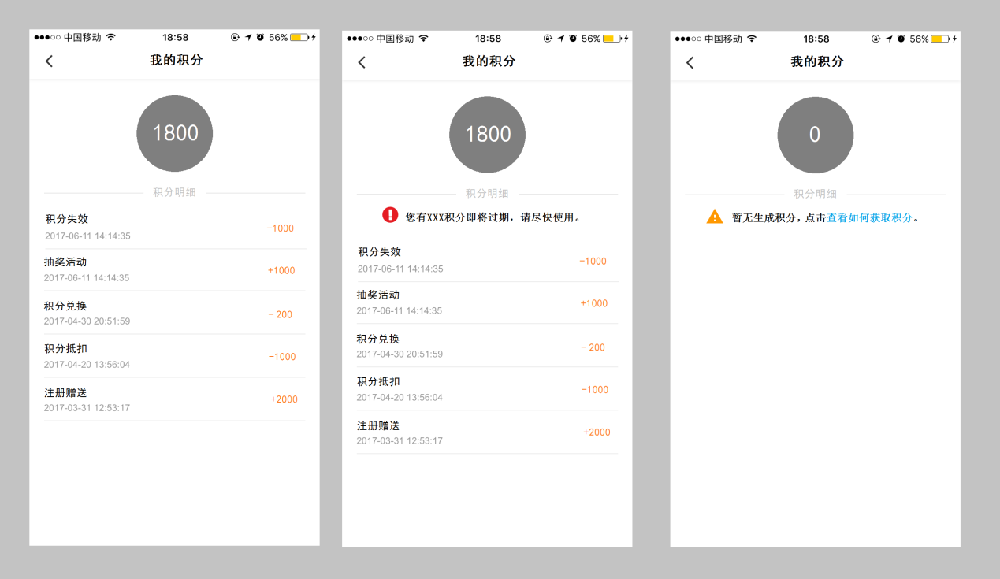 中国移动 18:58 56%
我的积分
1800
积分明细
积分失效
2017-06-11 14:14:35
-1000
抽奖活动
2017-06-11 14:14:35
+1000
积分兑换
2017-04-30 20:51:59
- 200
积分抵扣
2017-04-20 13:56:04
-1000
注册赠送
2017-03-31 12:53:17
+2000
中国移动 18:58 56%
我的积分
1800
积分明细
您有XXX积分即将过期，请尽快使用。
积分失效
2017-06-11 14:14:35
-1000
抽奖活动
2017-06-11 14:14:35
+1000
积分兑换
2017-04-30 20:51:59
- 200
积分抵扣
2017-04-20 13:56:04
-1000
注册赠送
2017-03-31 12:53:17
+2000
中国移动 18:58 56%
我的积分
0
积分明细
暂无生成积分，点击查看如何获取积分。